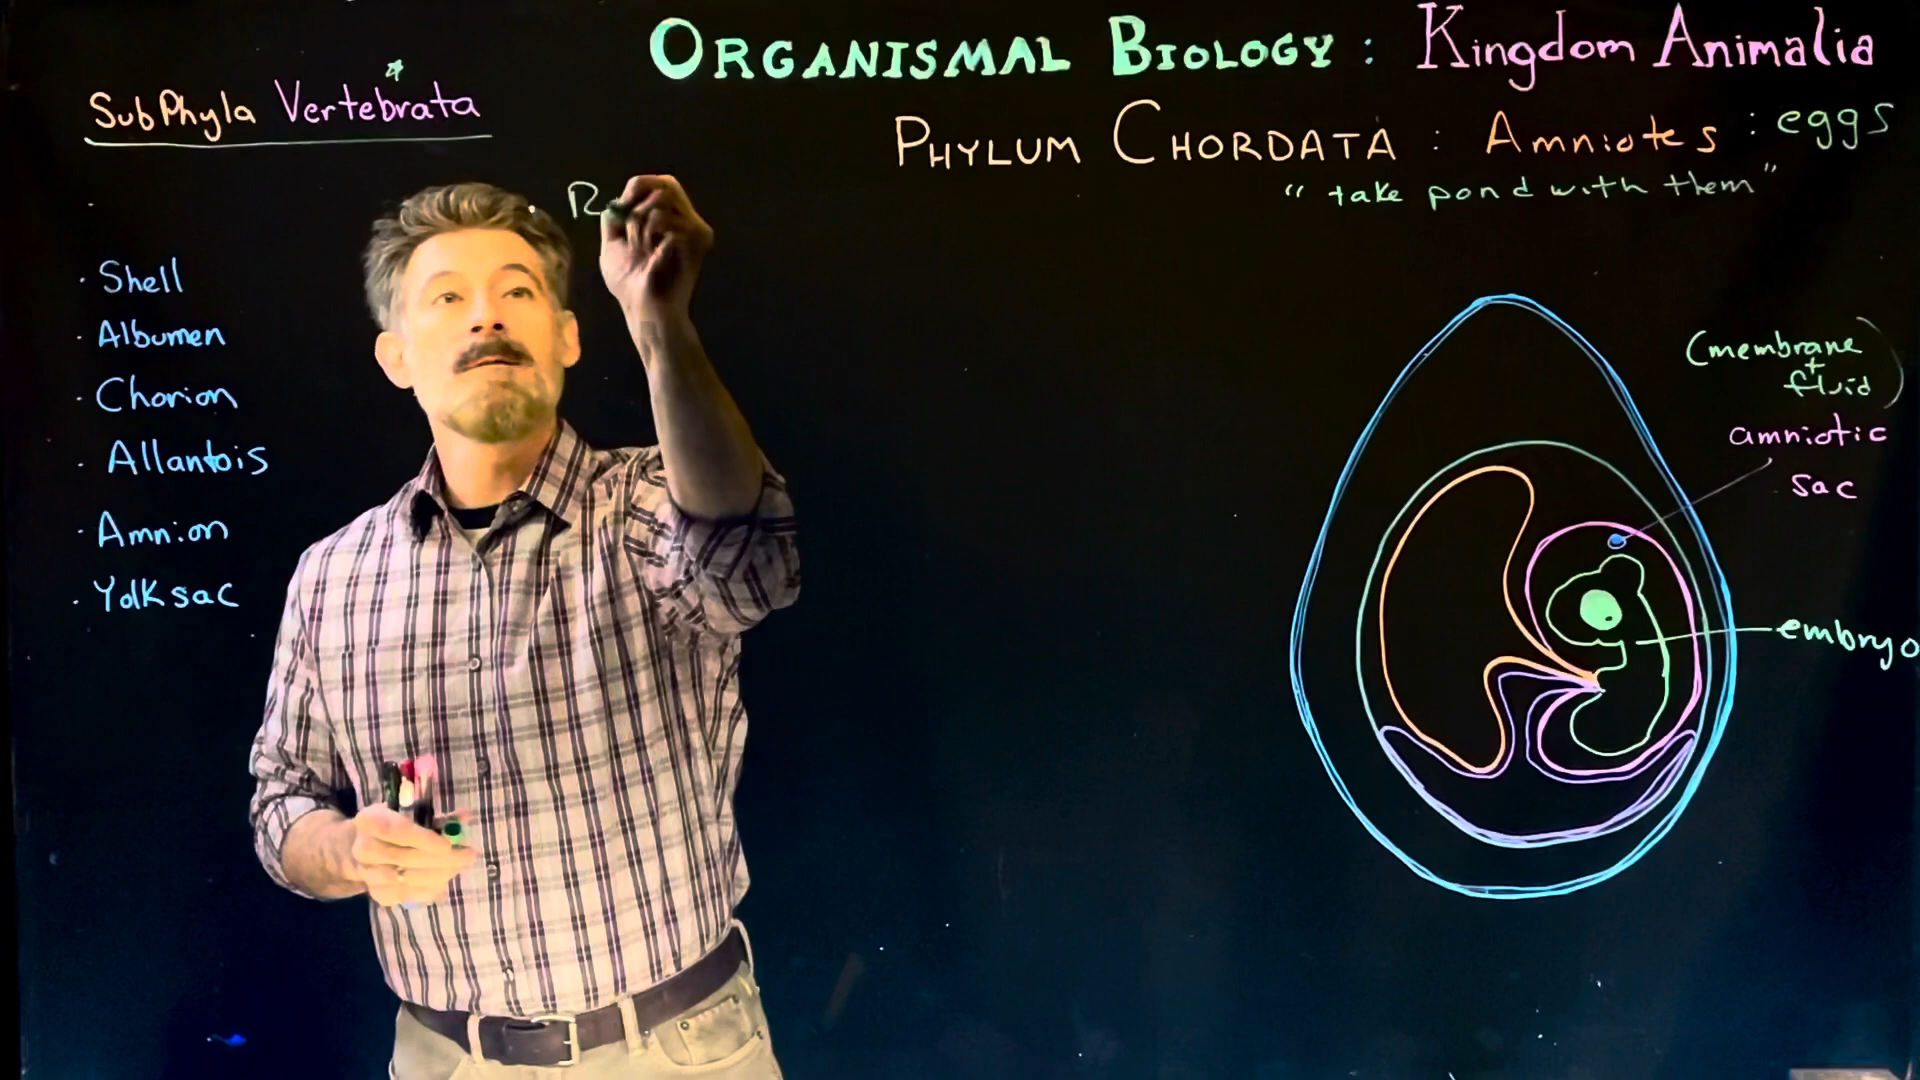 ORGANISMAL BIOLOGY : Kingdom Animalia
SubPhyla Vertebrata
PHYLUM CHORDATA : Amniotes : eggs
"take pond with them"
R
· Shell
· Albumen
· Chorion
· Allantois
· Amnion
· Yolk sac
(membrane
+
fluid)
amniotic
sac
embryo